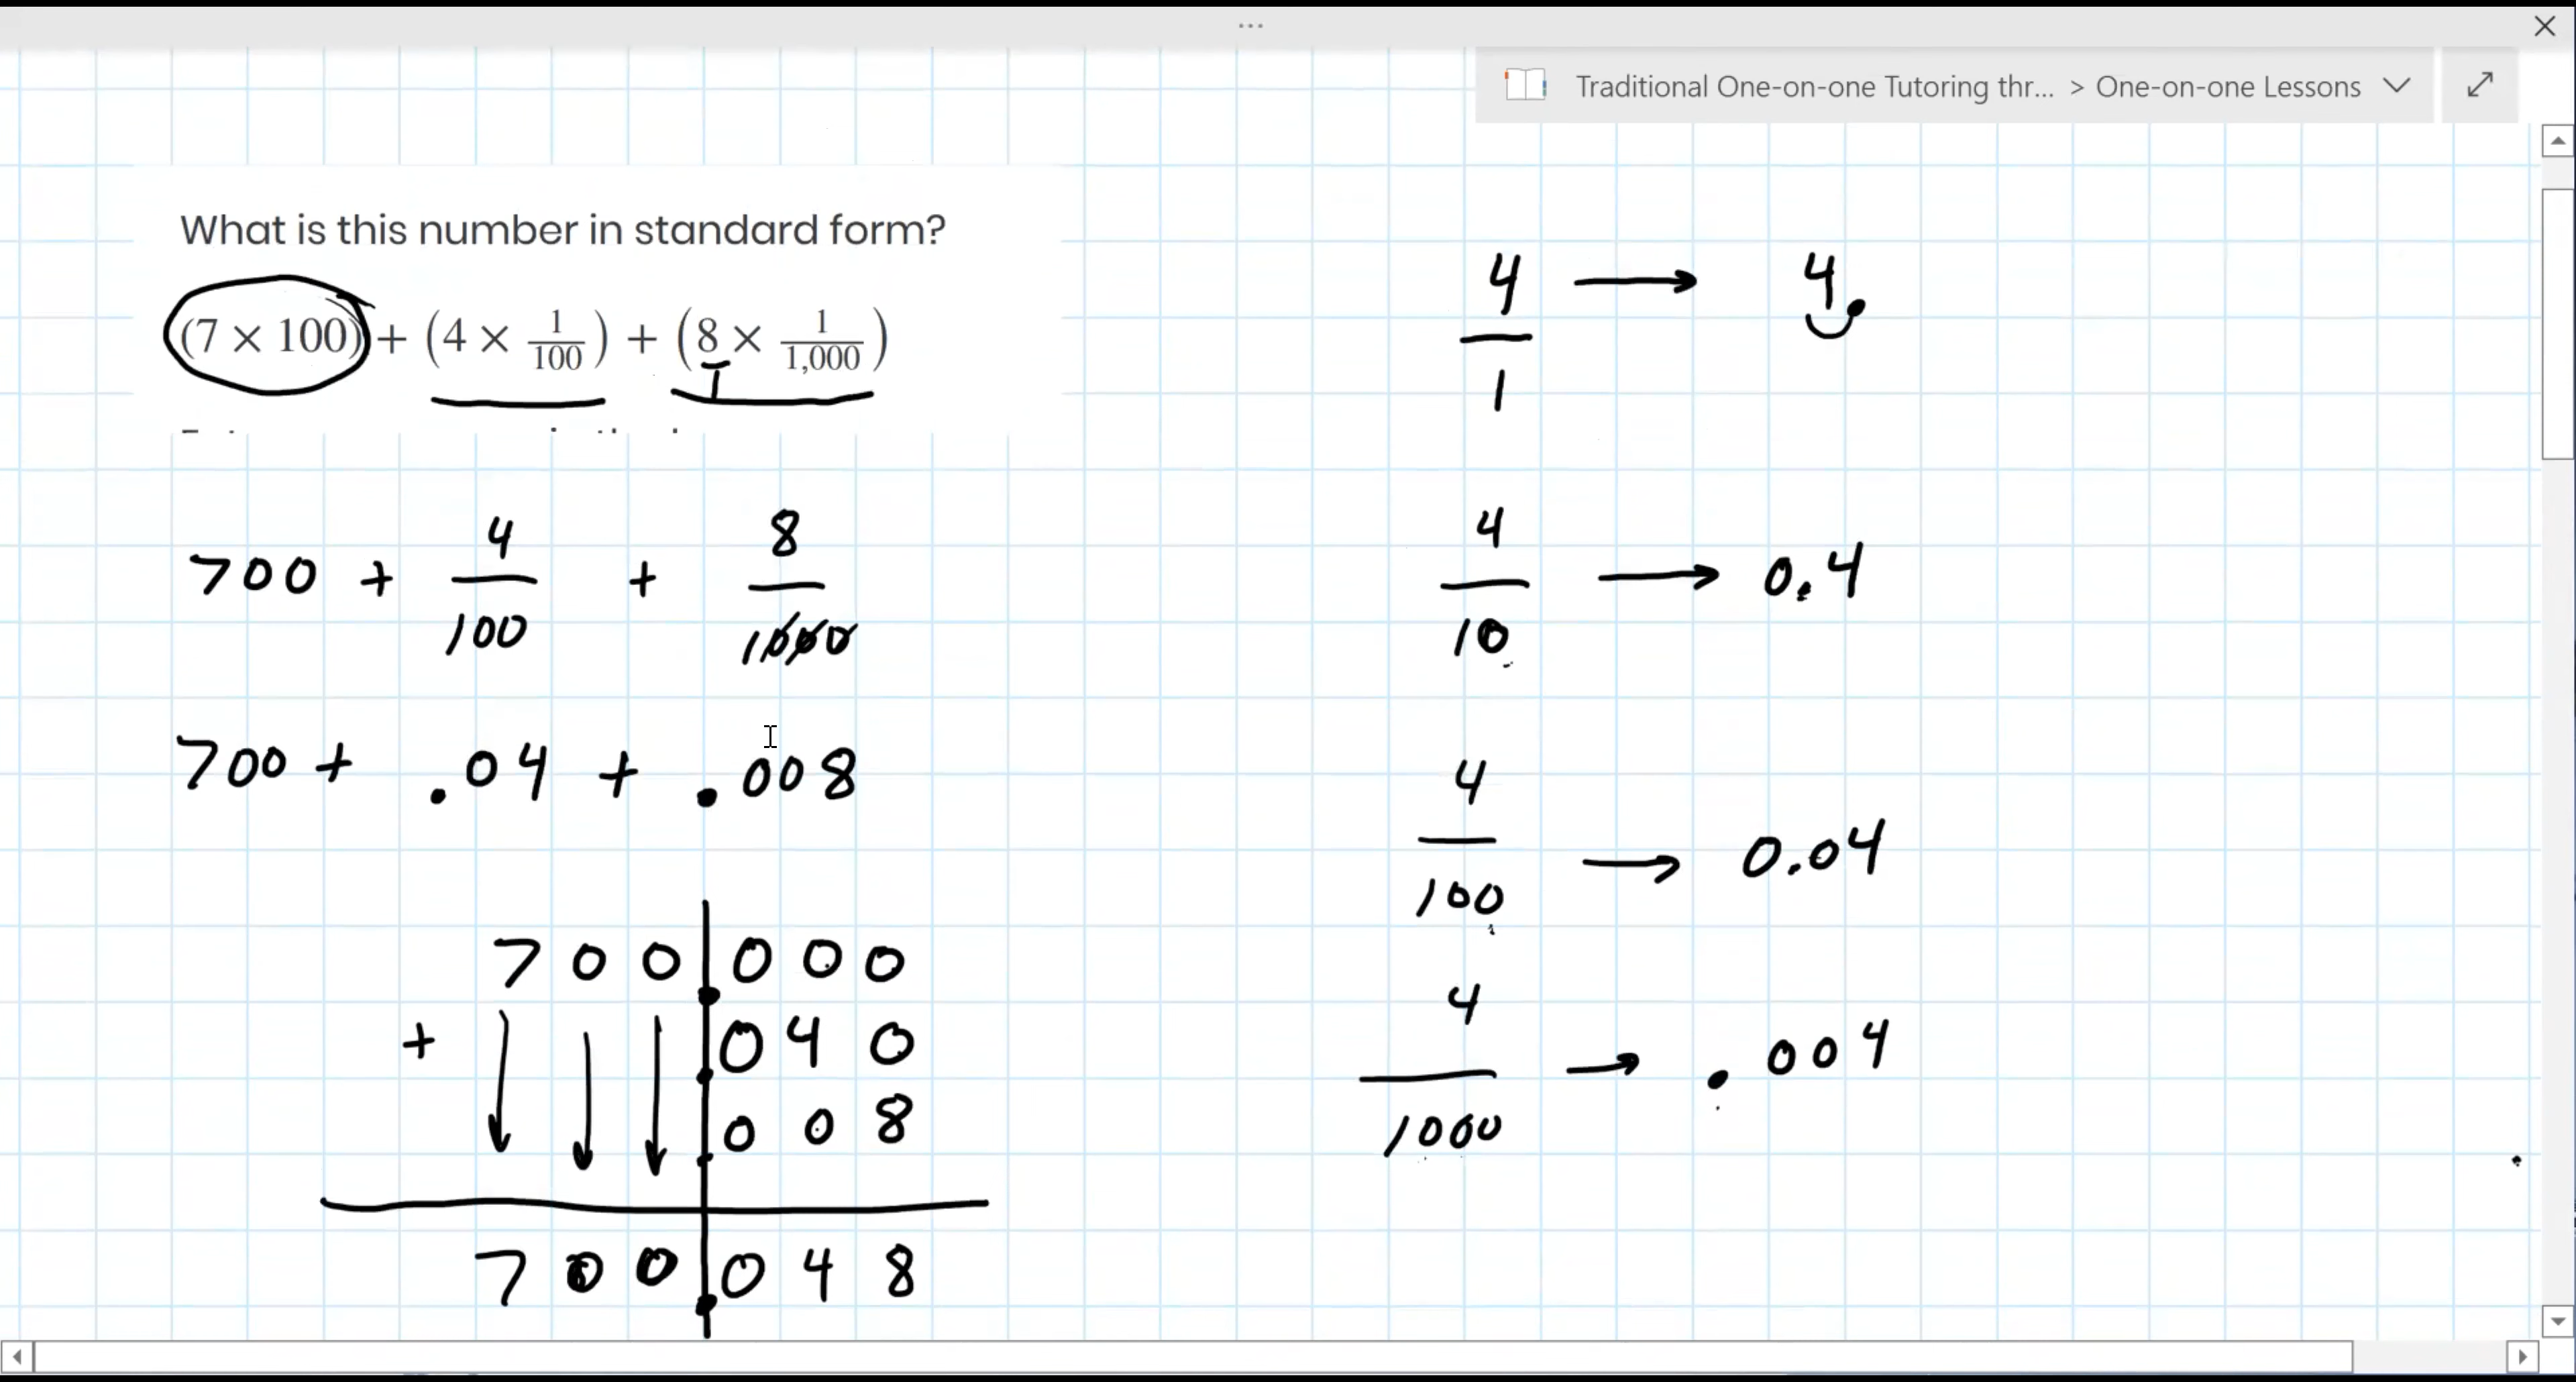 Traditional One-on-one Tutoring thr... > One-on-one Lessons
What is this number in standard form?
(7 × 100) + (4 × 1/100) + (8 × 1/1,000)
700 + 4/100 + 8/1000
700 + .04 + .008
700.000
+ .040
.008
700.048
4/1 → 4.
4/10 → 0.4
4/100 → 0.04
4/1000 → .004